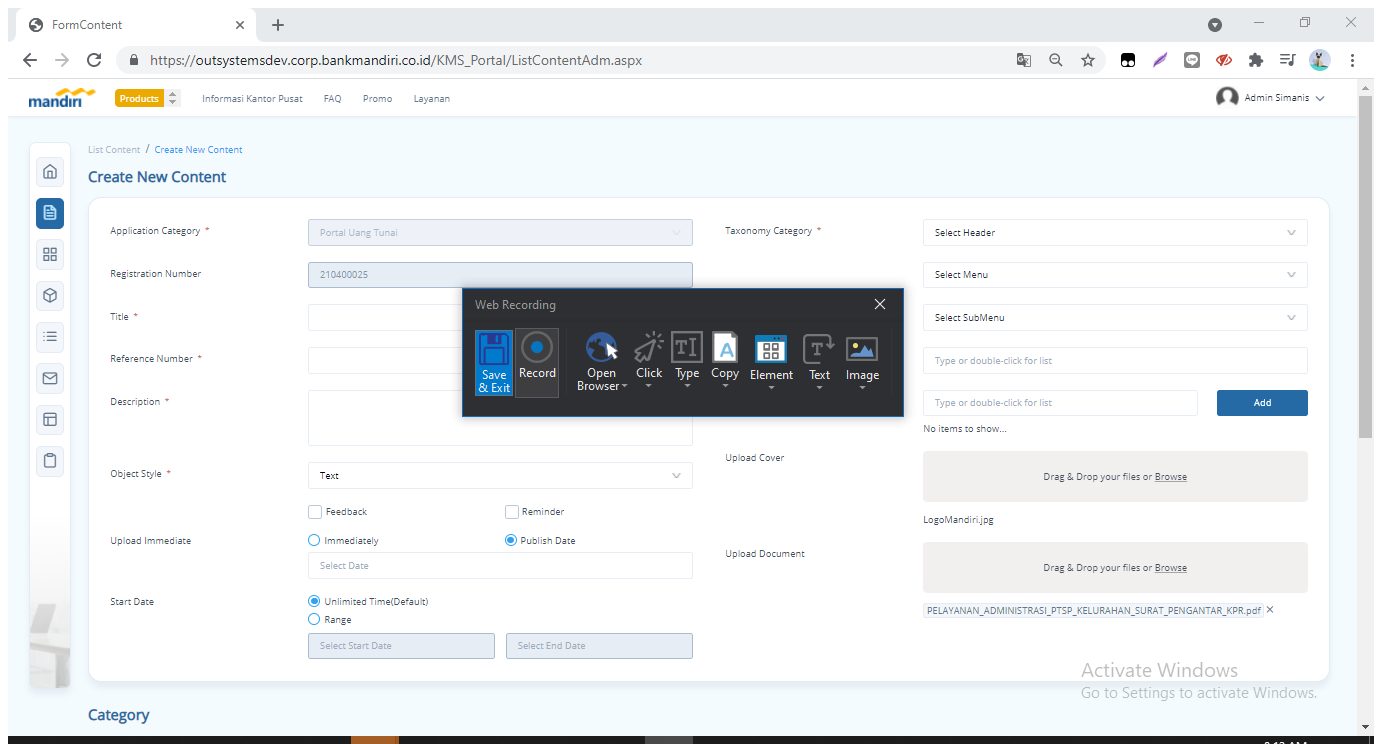 FormContent
https://outsystemsdev.corp.bankmandiri.co.id/KMS_Portal/ListContentAdm.aspx
mandırı
Products
Informasi Kantor Pusat
FAQ
Promo
Layanan
Admin Simanis
List Content / Create New Content
Create New Content
Application Category *
Portal Uang Tunai
Taxonomy Category *
Select Header
Registration Number
210400025
Select Menu
Title *
Select SubMenu
Reference Number *
Type or double-click for list
Description *
Type or double-click for list
Add
No items to show...
Web Recording
Save & Exit
Record
Open Browser
Click
Type
Copy
Element
Text
Image
Upload Cover
Drag & Drop your files or Browse
LogoMandiri.jpg
Object Style *
Text
Feedback
Reminder
Upload Immediate
Immediately
Publish Date
Select Date
Upload Document
Drag & Drop your files or Browse
PELAYANAN_ADMINISTRASI_PTSP_KELURAHAN_SURAT_PENGANTAR_KPR.pdf
Start Date
Unlimited Time(Default)
Range
Select Start Date
Select End Date
Activate Windows
Go to Settings to activate Windows.
Category